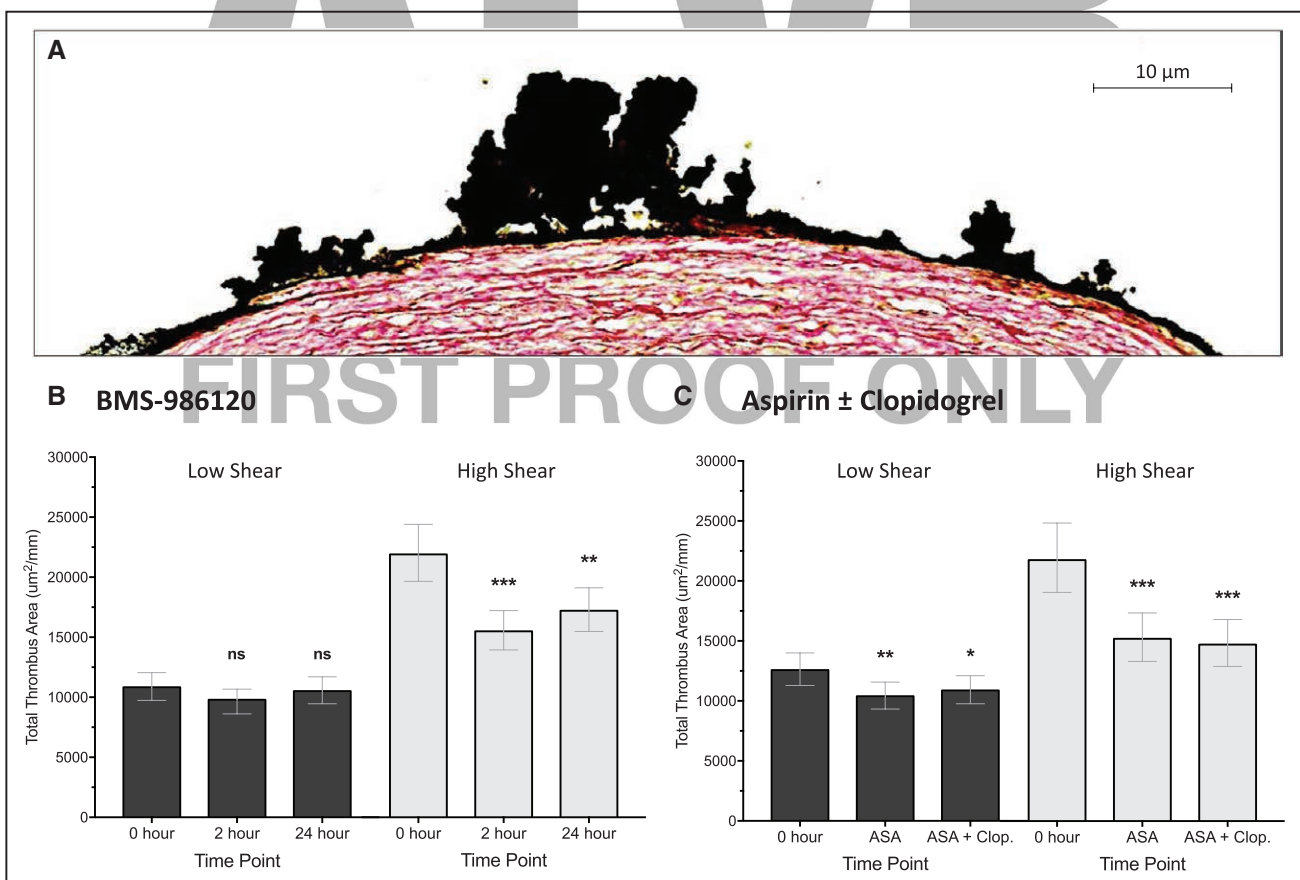 A
10 μm
FIRST PROOF ONLY
B BMS-986120
C Aspirin ± Clopidogrel
Low Shear
High Shear
Total Thrombus Area (um²/mm)
30000
25000
20000
15000
10000
5000
0
ns
ns
***
**
0 hour
2 hour
24 hour
0 hour
2 hour
24 hour
Time Point
Time Point
Low Shear
High Shear
Total Thrombus Area (um²/mm)
30000
25000
20000
15000
10000
5000
0
**
*
***
***
0 hour
ASA
ASA + Clop.
0 hour
ASA
ASA + Clop.
Time Point
Time Point